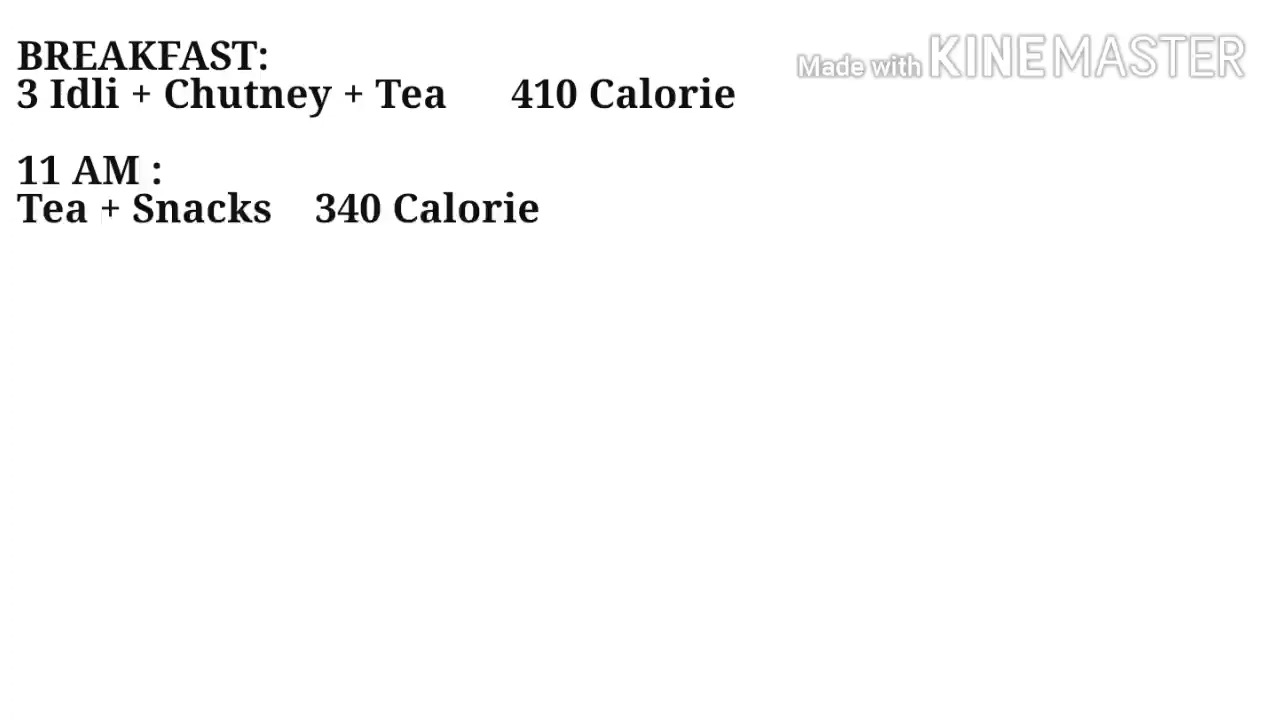 BREAKFAST:
3 Idli + Chutney + Tea 410 Calorie
11 AM :
Tea + Snacks 340 Calorie
Made with KINEMASTER